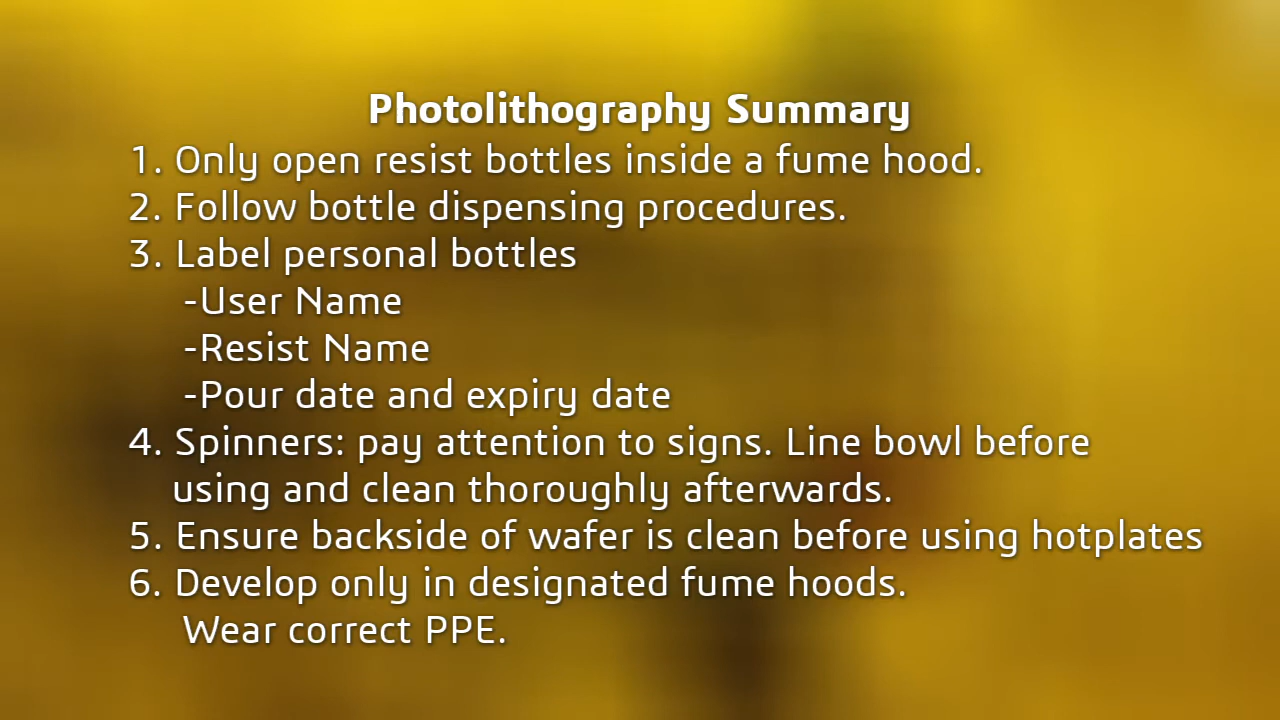 Photolithography Summary
1. Only open resist bottles inside a fume hood.
2. Follow bottle dispensing procedures.
3. Label personal bottles
-User Name
-Resist Name
-Pour date and expiry date
4. Spinners: pay attention to signs. Line bowl before
using and clean thoroughly afterwards.
5. Ensure backside of wafer is clean before using hotplates
6. Develop only in designated fume hoods.
Wear correct PPE.